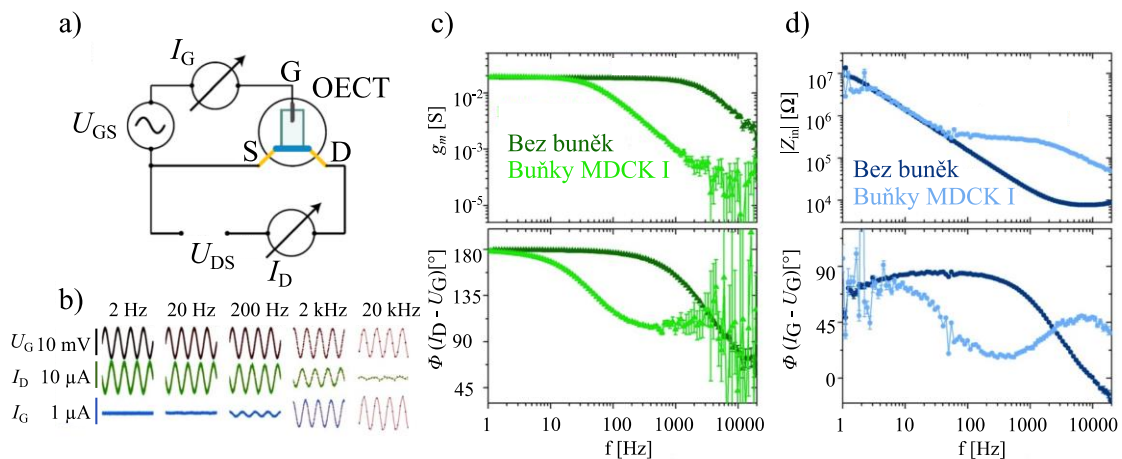 a)
I_G
G
OECT
U_GS
S
D
U_DS
I_D
b)
2 Hz 20 Hz 200 Hz 2 kHz 20 kHz
U_G 10 mV
I_D 10 µA
I_G 1 µA
c)
g_m [S]
10^-2
10^-3
10^-4
10^-5
Bez buněk
Buňky MDCK I
Φ (I_D - U_G)[°]
180
135
90
45
1 10 100 1000 10000
f [Hz]
d)
|Z_in| [Ω]
10^7
10^6
10^5
10^4
Bez buněk
Buňky MDCK I
Φ (I_G - U_G)[°]
90
45
0
1 10 100 1000 10000
f [Hz]